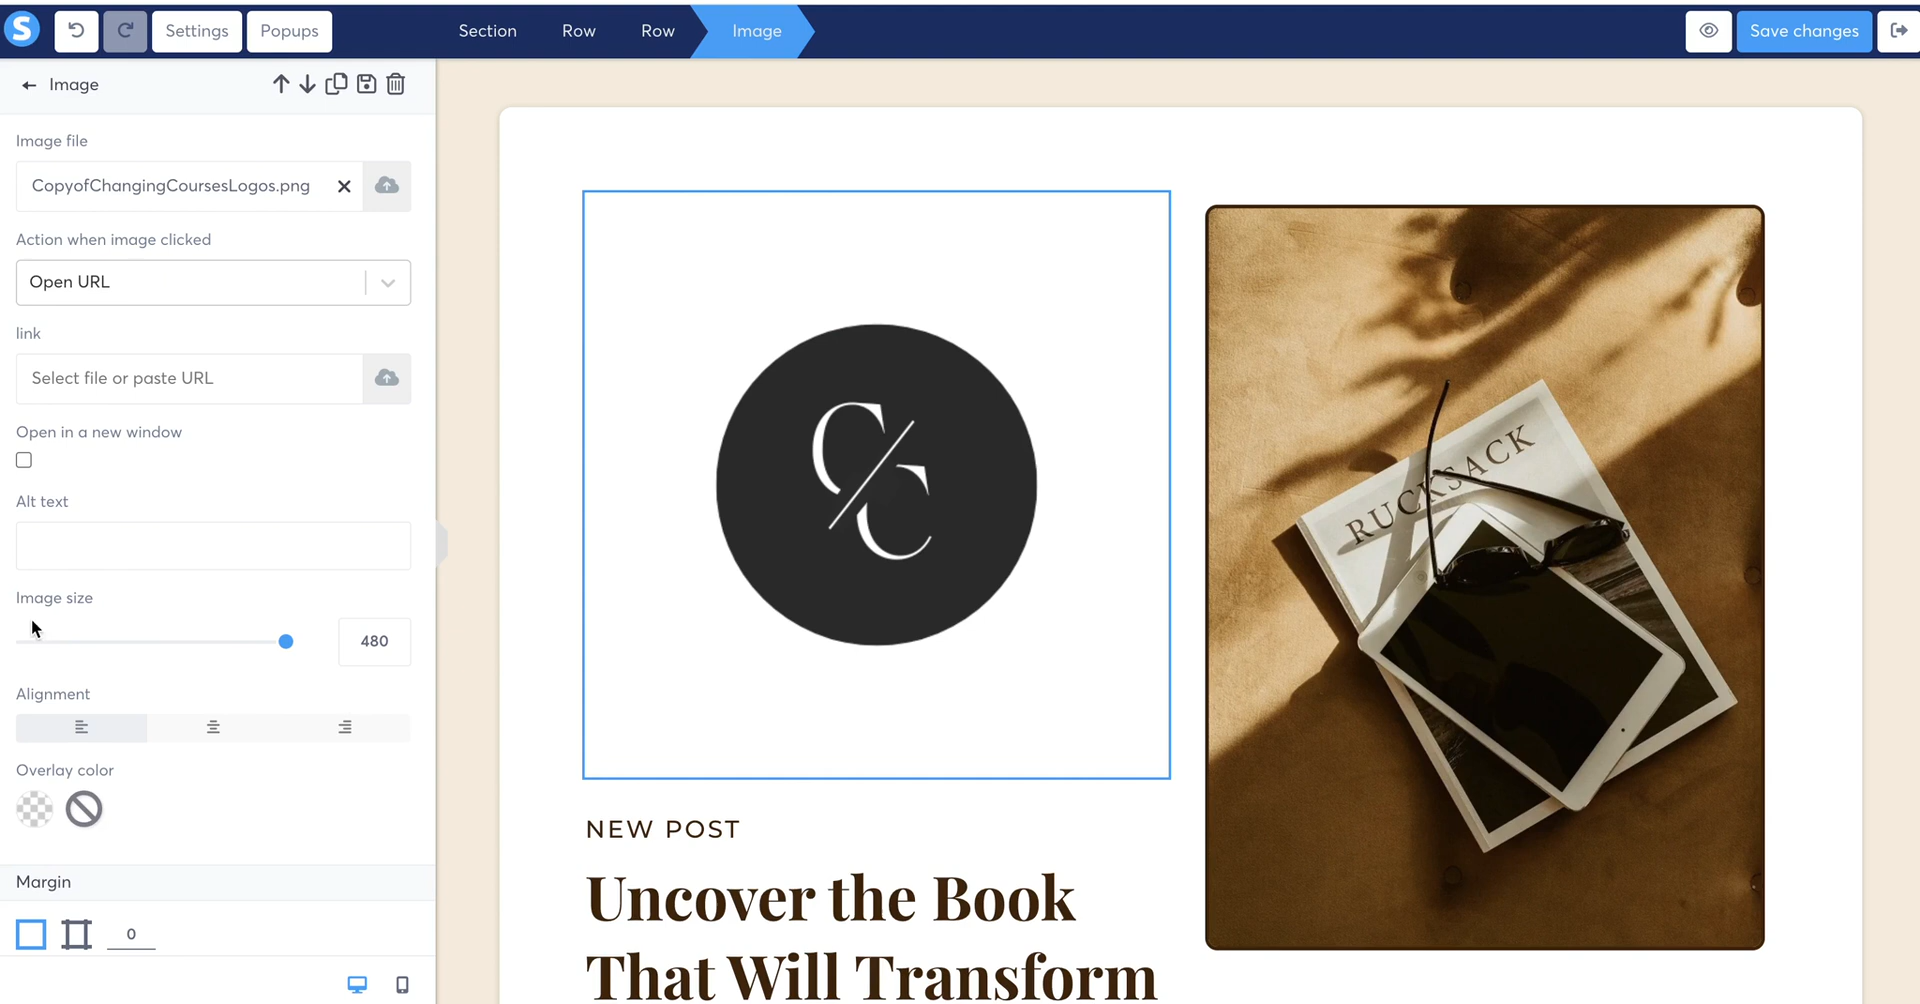 S
Settings
Popups
Section
Row
Row
Image
Save changes
Image
Image file
CopyofChangingCoursesLogos.png
Action when image clicked
Open URL
link
Select file or paste URL
Open in a new window
Alt text
Image size
480
Alignment
Overlay color
Margin
0
CC
RUCKSACK
NEW POST
Uncover the Book
That Will Transform